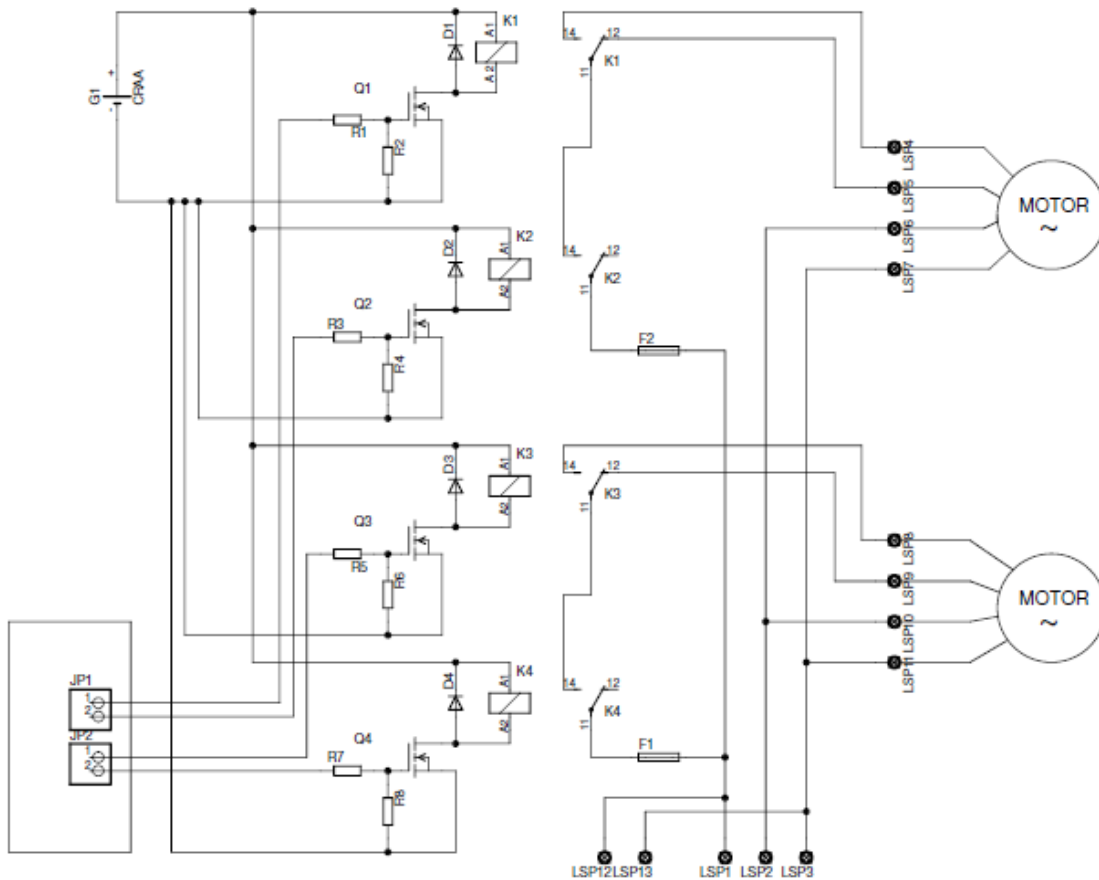 G1
+
-
CRAA
D1
A1
A2
K1
Q1
R1
R2
14
12
11
K1
LSP4
LSP5
LSP6
LSP7
MOTOR
~
D2
A1
A2
K2
Q2
R3
R4
14
12
11
K2
F2
D3
A1
A2
K3
Q3
R5
R6
14
12
11
K3
LSP8
LSP9
LSP10
LSP11
MOTOR
~
D4
A1
A2
K4
Q4
R7
R8
14
12
11
K4
F1
JP1
1
2
JP2
1
2
LSP12
LSP13
LSP1
LSP2
LSP3